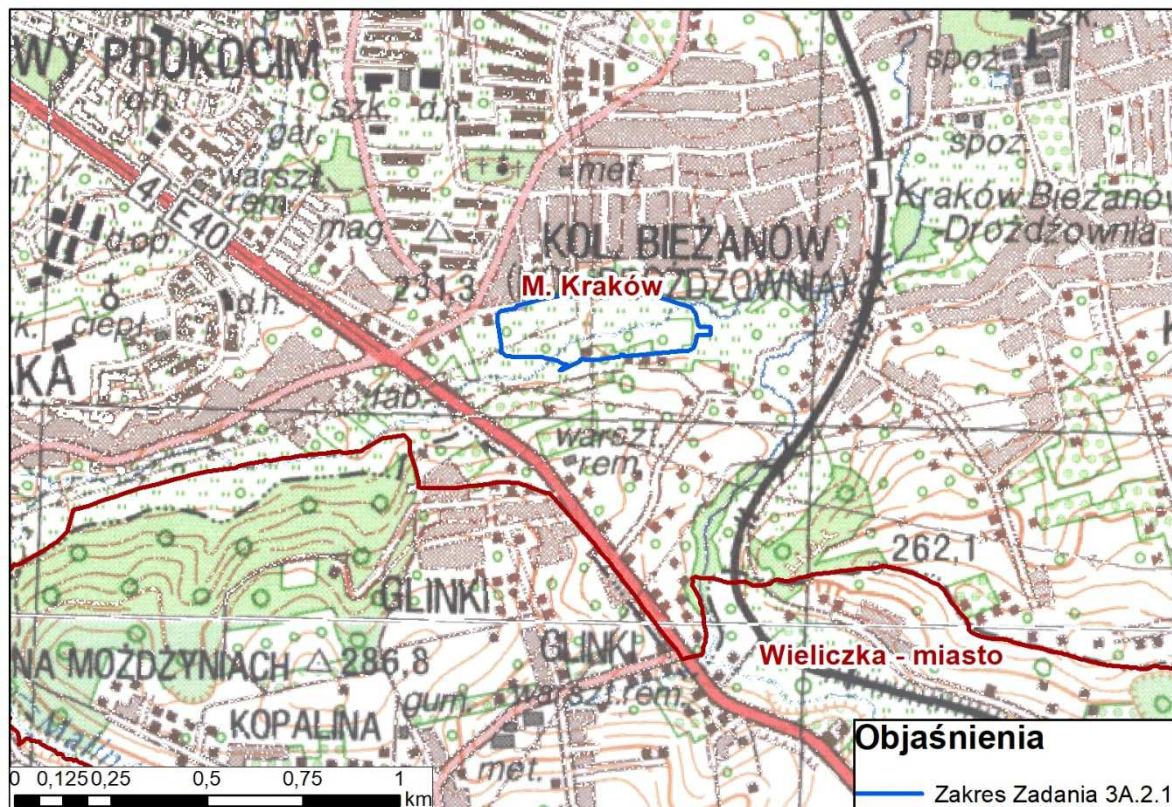 szk.
gar.
WY PROKOCIM
spoż.
d.h.
szk.
d.h.
gar.
spoż.
warszt.
rem.
met.
4
E40
Kraków Bieżanó
-Drożdżownia
mag.
KOL. BIEŻANÓW
d.op.
231,3
M. Kraków
DŻOWNIA)
d.h.
ciepł.
AKA
fab.
warszt.
rem.
262,1
GLINKI
GLINKI
Wieliczka - miasto
NA MOŻDŻYNIACH
286,8
warszt.rem.
gum.
KOPALINA
Objaśnienia
met.
0 0,125 0,25 0,5 0,75 1
km
Zakres Zadania 3A.2.1